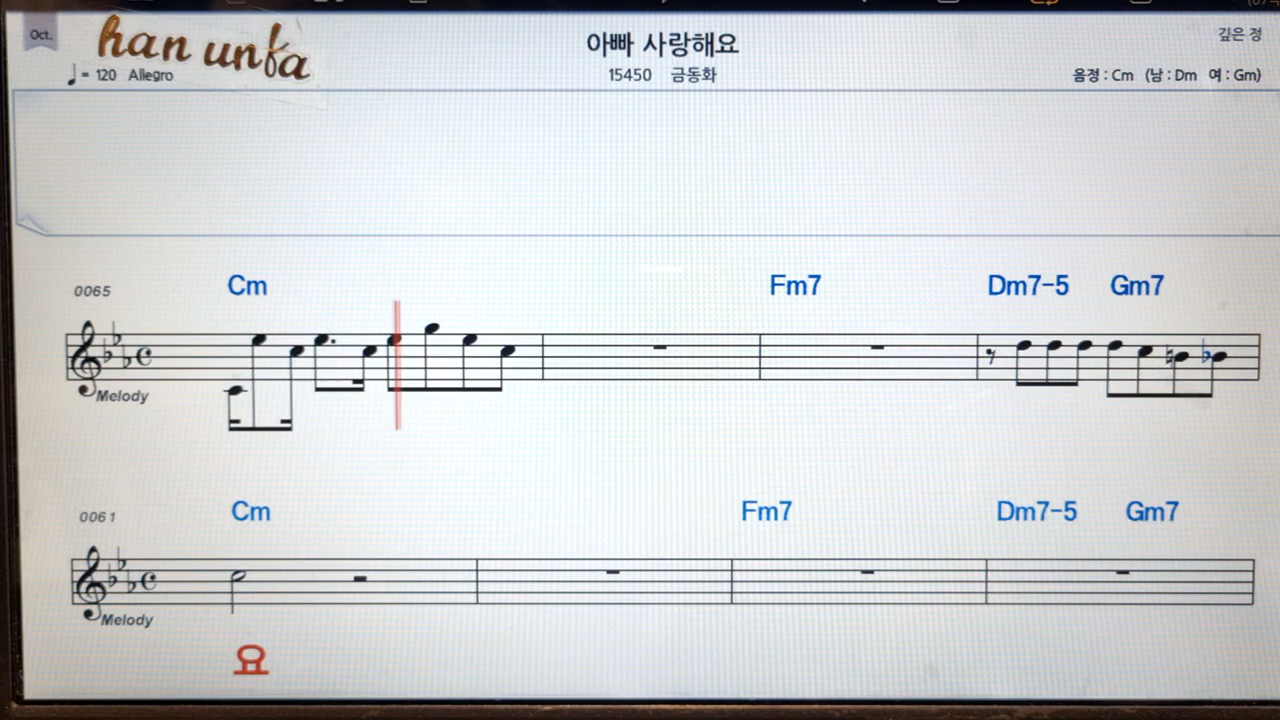 Oct.
han unfa
아빠 사랑해요
깊은 정
♩= 120 Allegro
15450 금동화
음정 : Cm (남 : Dm 여 : Gm)
0065
Cm Fm7 Dm7-5 Gm7
Melody
0061
Cm Fm7 Dm7-5 Gm7
Melody
요